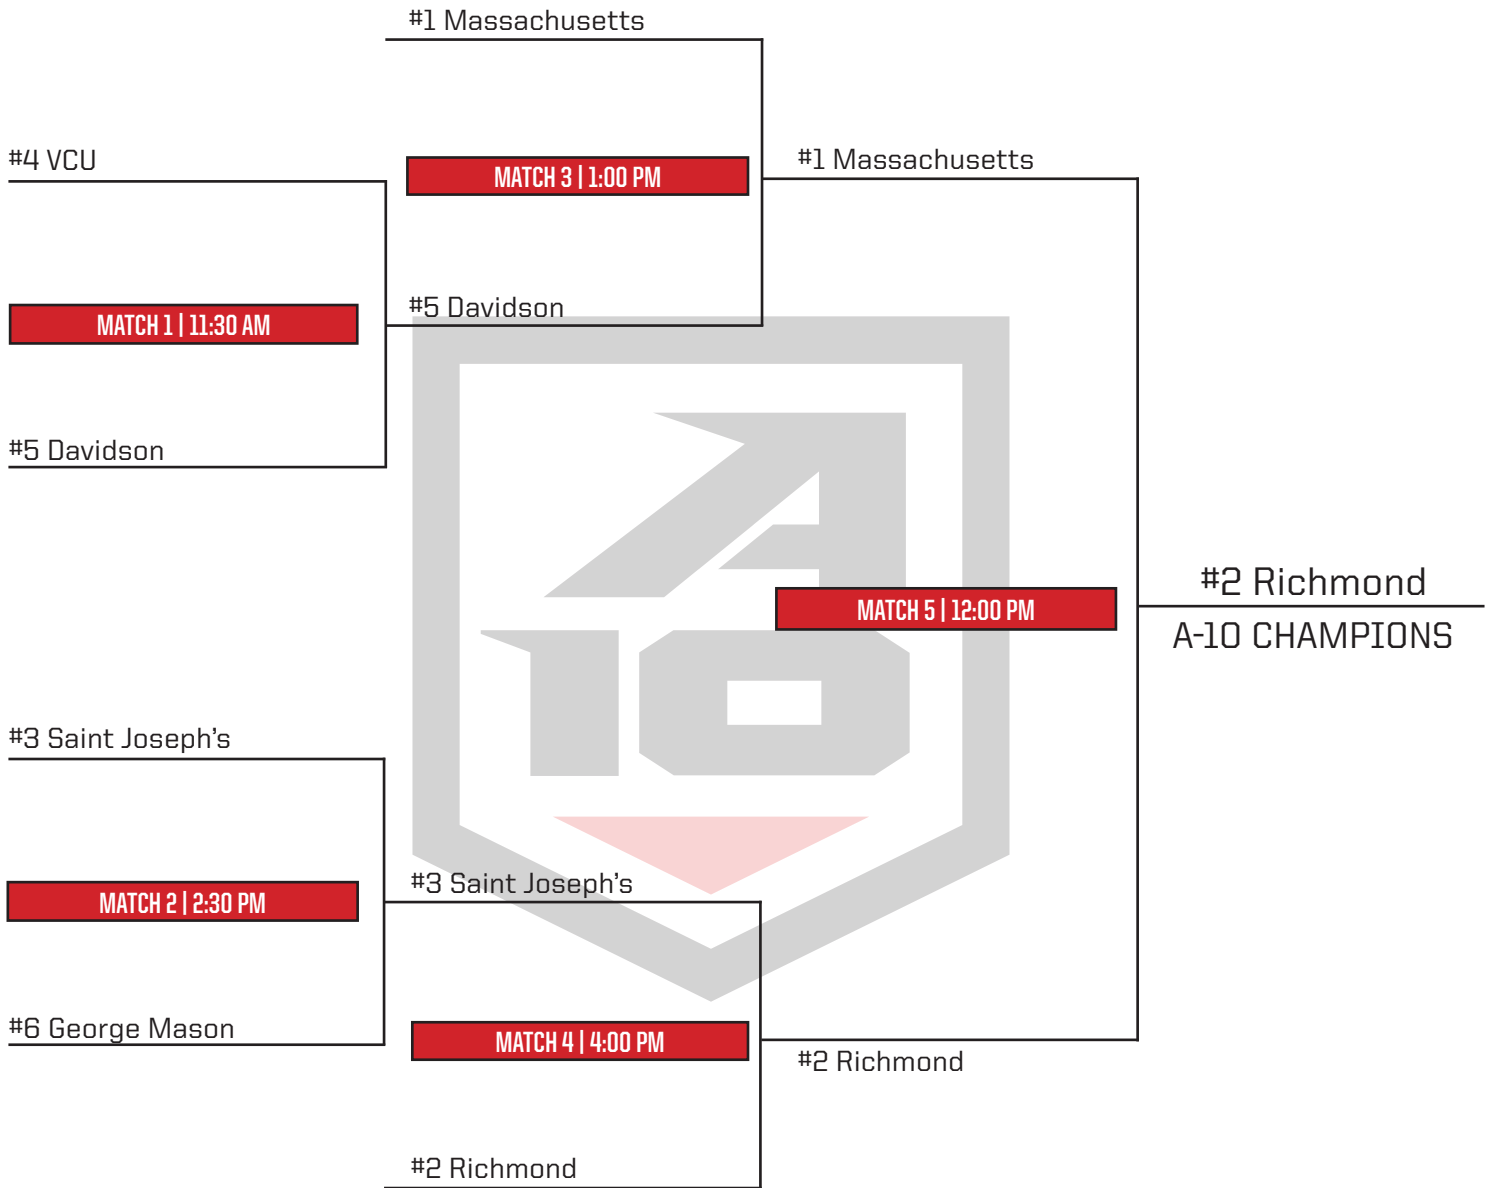 #1 Massachusetts
#4 VCU
MATCH 3 | 1:00 PM
#1 Massachusetts
MATCH 1 | 11:30 AM
#5 Davidson
#5 Davidson
A
10
#2 Richmond
MATCH 5 | 12:00 PM
A-10 CHAMPIONS
#3 Saint Joseph's
MATCH 2 | 2:30 PM
#3 Saint Joseph's
#6 George Mason
MATCH 4 | 4:00 PM
#2 Richmond
#2 Richmond